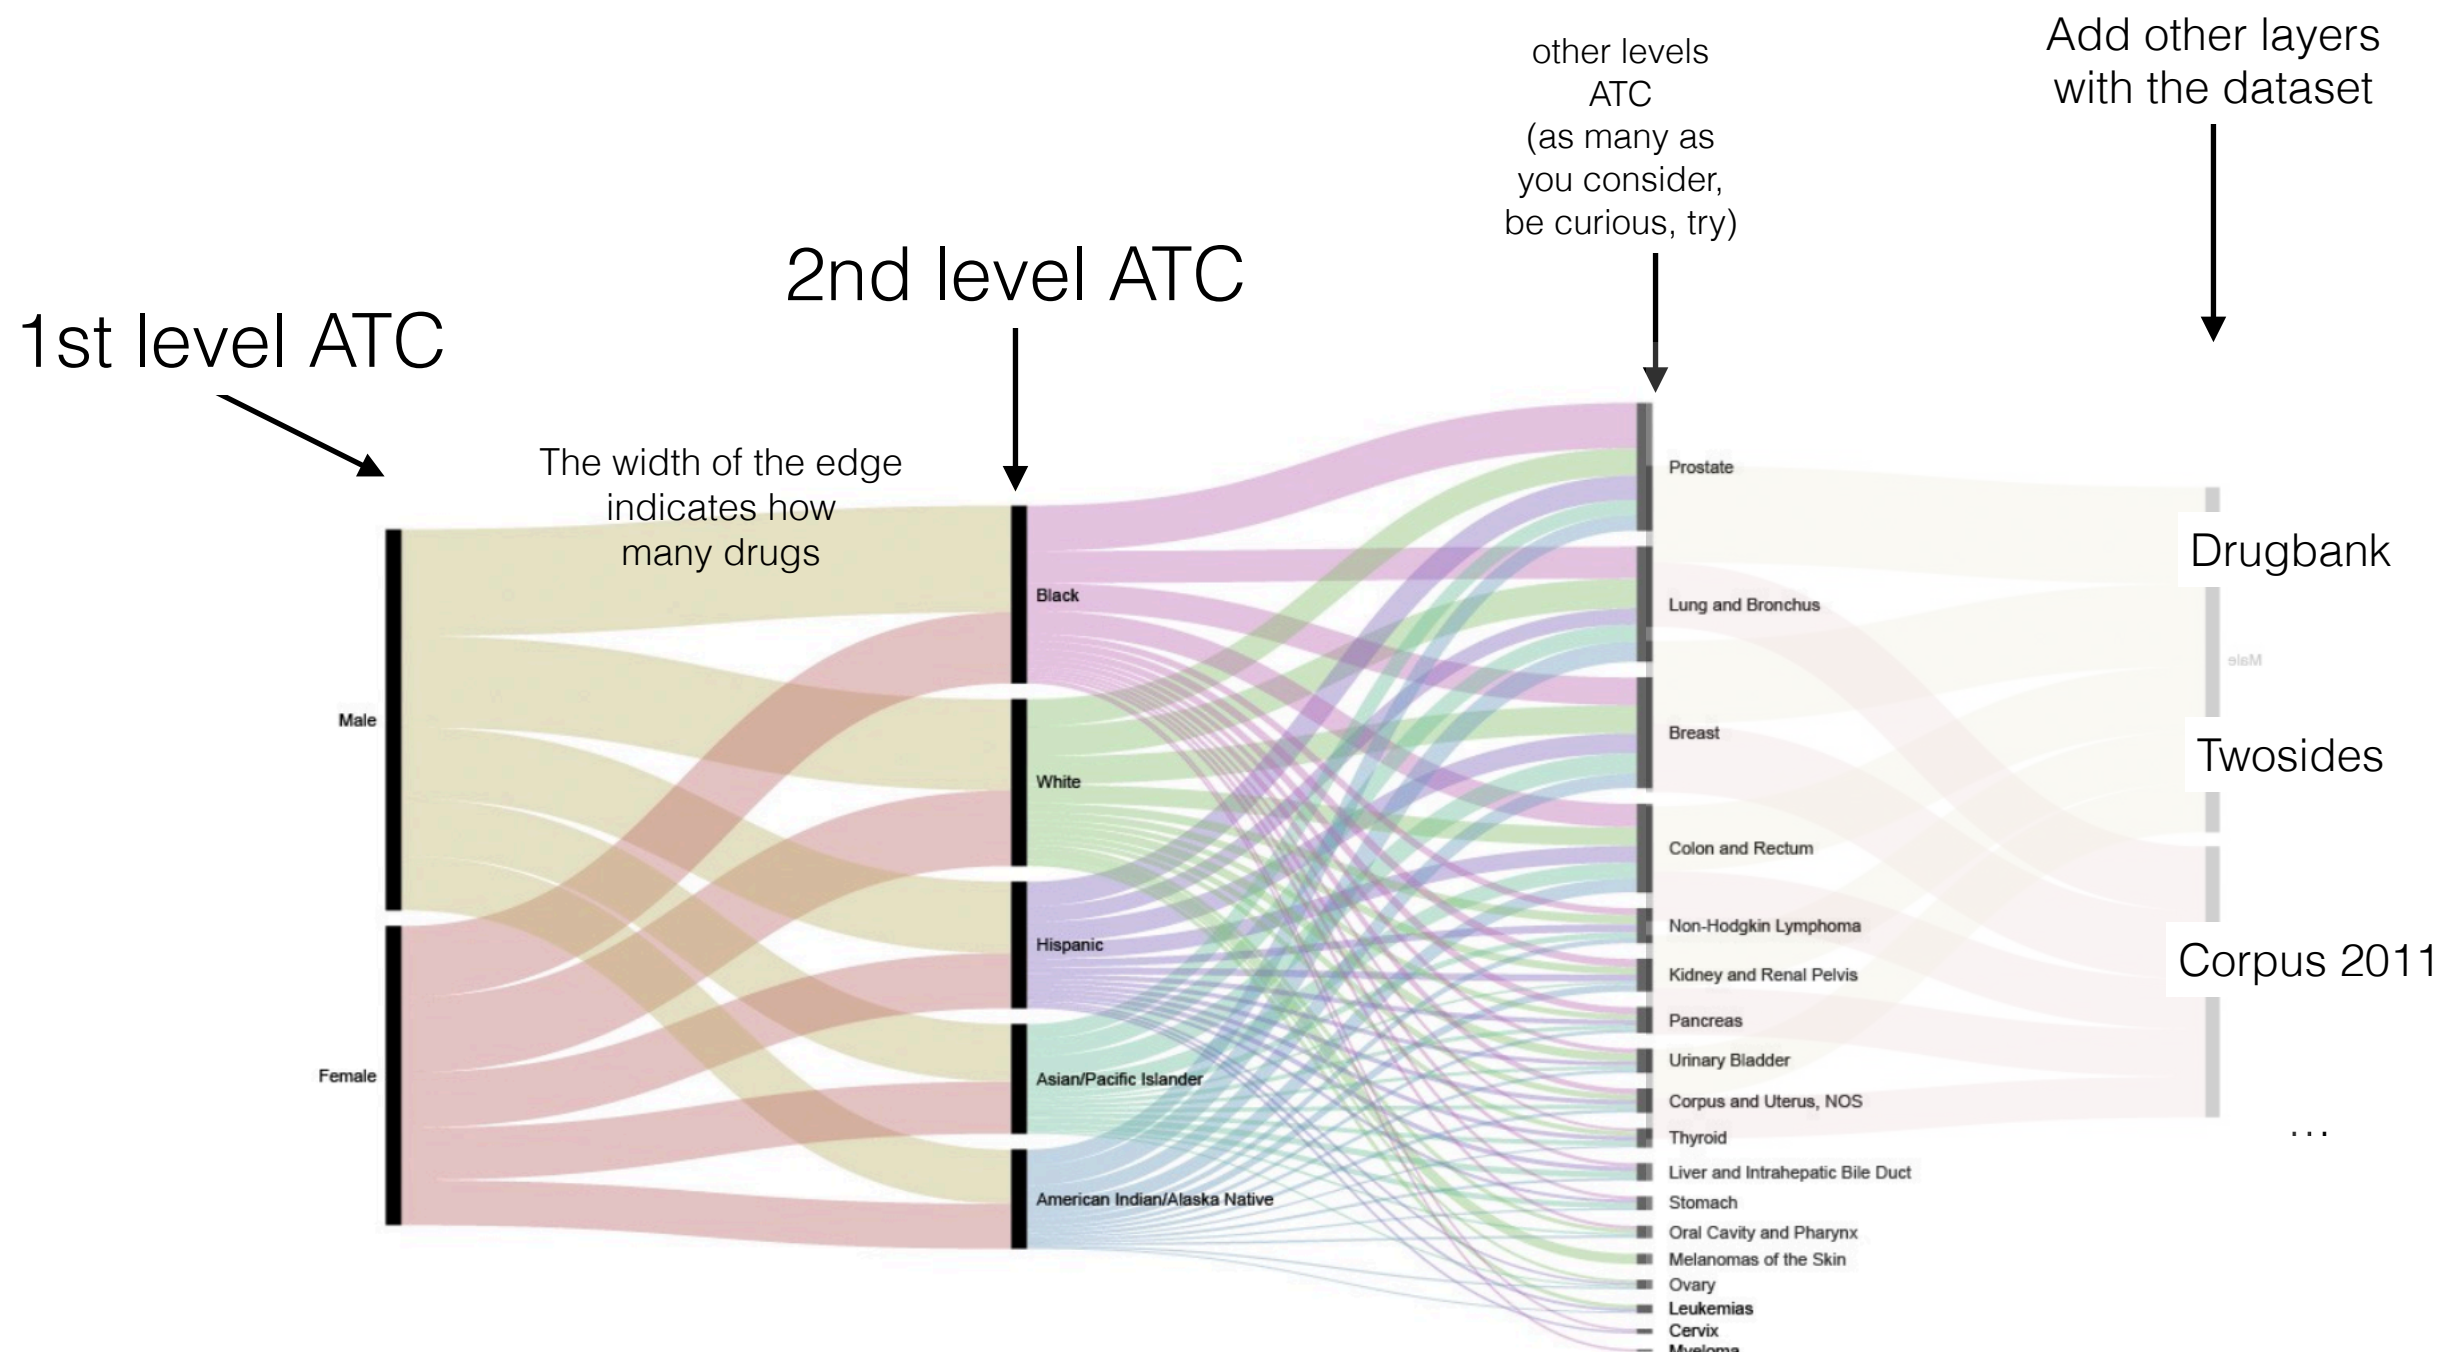 Add other layers
with the dataset
other levels
ATC
(as many as
you consider,
be curious, try)
2nd level ATC
1st level ATC
The width of the edge
indicates how
many drugs
Male
Female
Black
White
Hispanic
Asian/Pacific Islander
American Indian/Alaska Native
Prostate
Lung and Bronchus
Breast
Colon and Rectum
Non-Hodgkin Lymphoma
Kidney and Renal Pelvis
Pancreas
Urinary Bladder
Corpus and Uterus, NOS
Thyroid
Liver and Intrahepatic Bile Duct
Stomach
Oral Cavity and Pharynx
Melanomas of the Skin
Ovary
Leukemias
Cervix
Myeloma
Drugbank
Male
Twosides
Corpus 2011
...